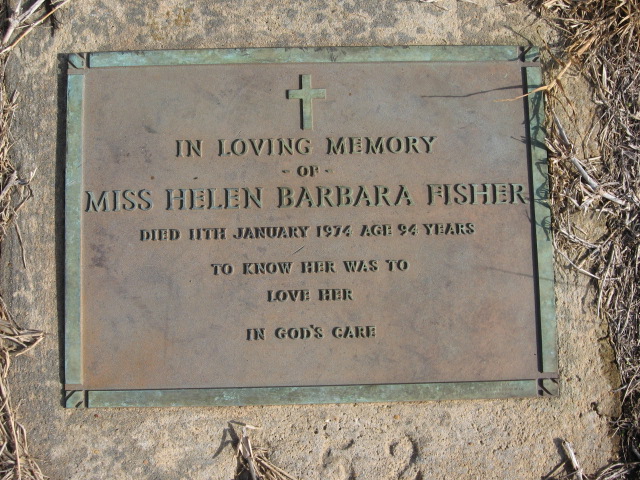 IN LOVING MEMORY
- OF -
MISS HELEN BARBARA FISHER
DIED 11TH JANUARY 1974 AGE 94 YEARS
TO KNOW HER WAS TO
LOVE HER
IN GOD'S CARE